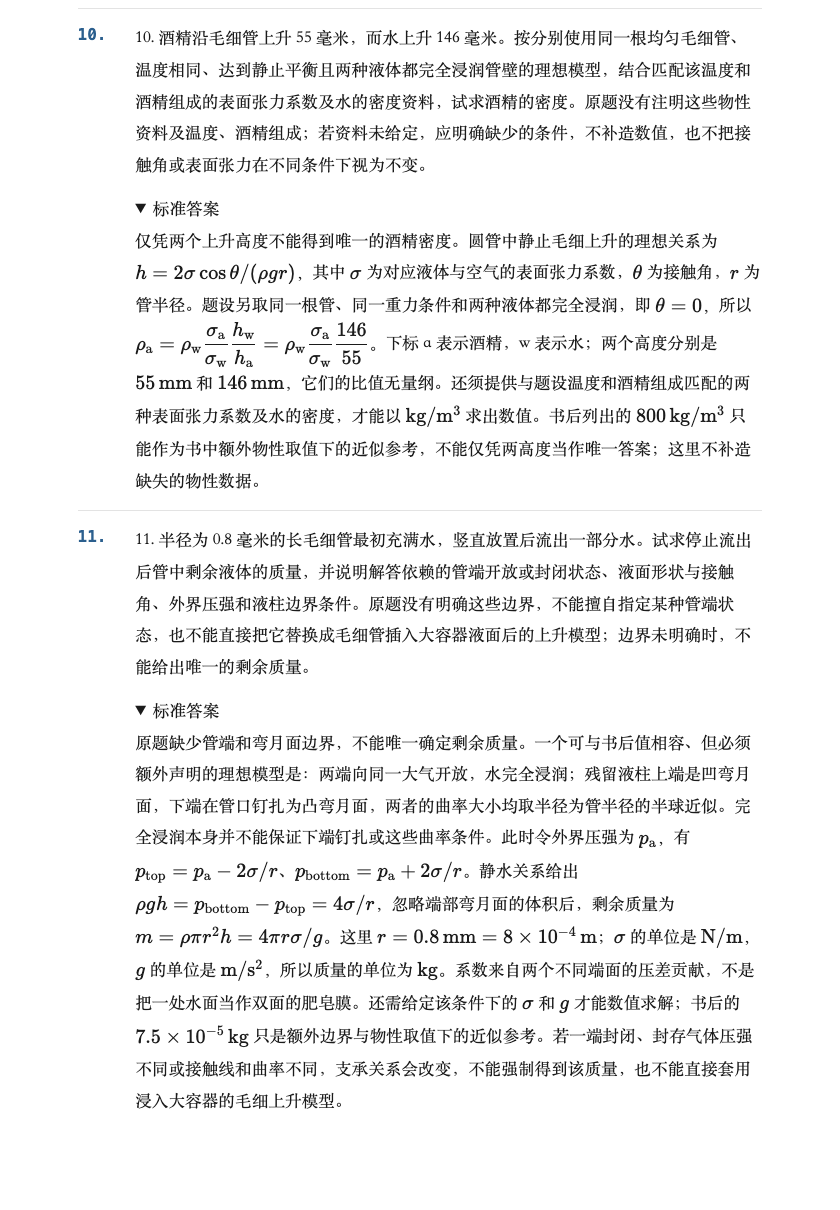 10. 10. 酒精沿毛细管上升 55 毫米，而水上升 146 毫米。按分别使用同一根均匀毛细管、
温度相同、达到静止平衡且两种液体都完全浸润管壁的理想模型，结合匹配该温度和
酒精组成的表面张力系数及水的密度资料，试求酒精的密度。原题没有注明这些物性
资料及温度、酒精组成；若资料未给定，应明确缺少的条件，不补造数值，也不把接
触角或表面张力在不同条件下视为不变。
▼ 标准答案
仅凭两个上升高度不能得到唯一的酒精密度。圆管中静止毛细上升的理想关系为
h = 2σ cos θ/(ρgr)，其中 σ 为对应液体与空气的表面张力系数，θ 为接触角，r 为
管半径。题设另取同一根管、同一重力条件和两种液体都完全浸润，即 θ = 0，所以
ρₐ = ρ_w (σₐ/σ_w)(h_w/hₐ) = ρ_w (σₐ/σ_w)(146/55)。下标 a 表示酒精，w 表示水；两个高度分别是
55 mm 和 146 mm，它们的比值无量纲。还须提供与题设温度和酒精组成匹配的两
种表面张力系数及水的密度，才能以 kg/m³ 求出数值。书后列出的 800 kg/m³ 只
能作为书中额外物性取值下的近似参考，不能仅凭两高度当作唯一答案；这里不补造
缺失的物性数据。
11. 11. 半径为 0.8 毫米的长毛细管最初充满水，竖直放置后流出一部分水。试求停止流出
后管中剩余液体的质量，并说明解答依赖的管端开放或封闭状态、液面形状与接触
角、外界压强和液柱边界条件。原题没有明确这些边界，不能擅自指定某种管端状
态，也不能直接把它替换成毛细管插入大容器液面后的上升模型；边界未明确时，不
能给出唯一的剩余质量。
▼ 标准答案
原题缺少管端和弯月面边界，不能唯一确定剩余质量。一个可与书后值相容、但必须
额外声明的理想模型是：两端向同一大气开放，水完全浸润；残留液柱上端是凹弯月
面，下端在管口钉扎为凸弯月面，两者的曲率大小均取半径为管半径的半球近似。完
全浸润本身并不能保证下端钉扎或这些曲率条件。此时令外界压强为 pₐ，有
p_top = pₐ − 2σ/r、p_bottom = pₐ + 2σ/r。静水关系给出
ρgh = p_bottom − p_top = 4σ/r，忽略端部弯月面的体积后，剩余质量为
m = ρπr²h = 4πrσ/g。这里 r = 0.8 mm = 8 × 10⁻⁴ m；σ 的单位是 N/m，
g 的单位是 m/s²，所以质量的单位为 kg。系数来自两个不同端面的压差贡献，不是
把一处水面当作双面的肥皂膜。还需给定该条件下的 σ 和 g 才能数值求解；书后的
7.5 × 10⁻⁵ kg 只是额外边界与物性取值下的近似参考。若一端封闭、封存气体压强
不同或接触线和曲率不同，支承关系会改变，不能强制得到该质量，也不能直接套用
浸入大容器的毛细上升模型。